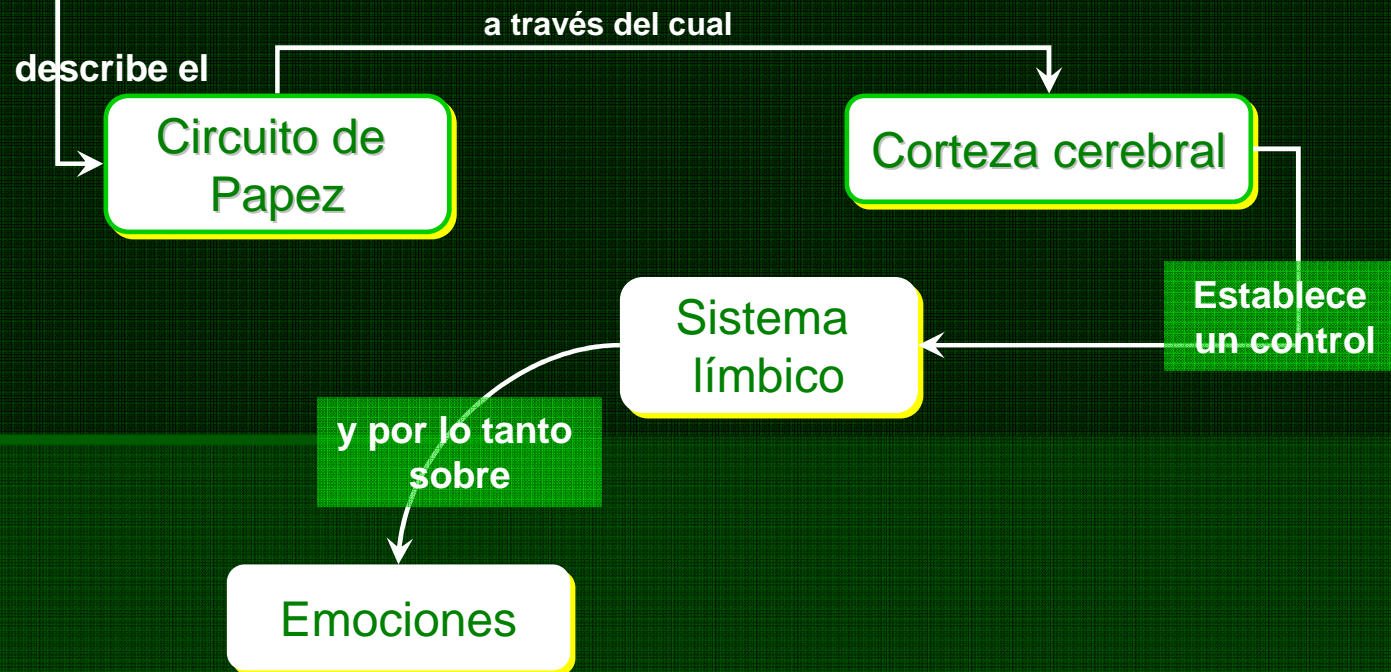 a través del cual
describe el
Circuito de
Papez
Corteza cerebral
Establece
un control
Sistema
límbico
y por lo tanto
sobre
Emociones